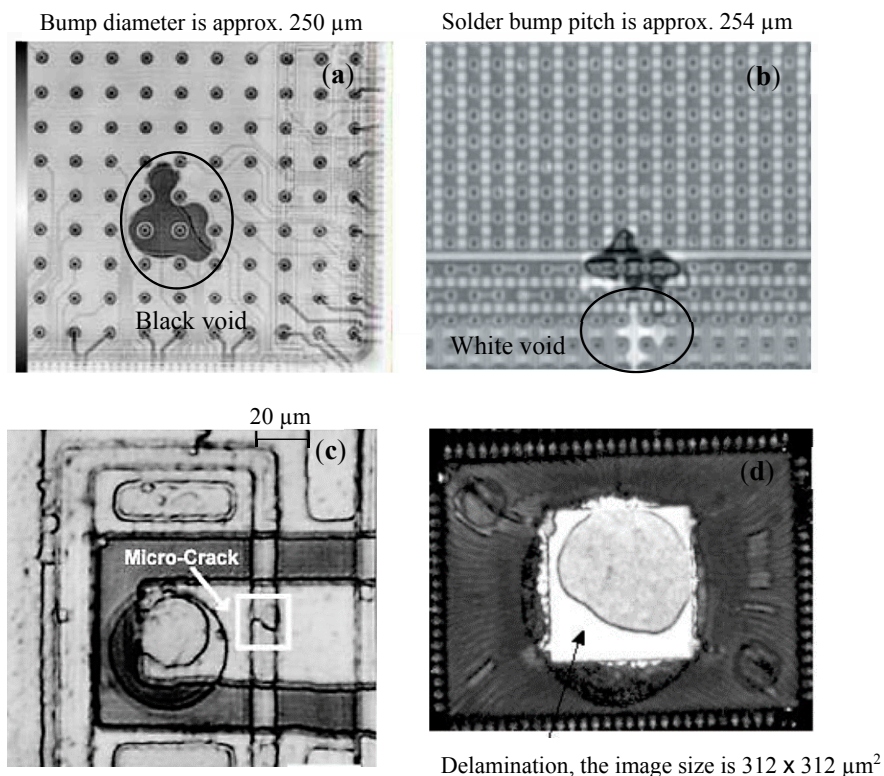 Bump diameter is approx. 250 µm
Solder bump pitch is approx. 254 µm
(a)
Black void
(b)
White void
20 µm
(c)
Micro-Crack
(d)
Delamination, the image size is 312 x 312 µm²